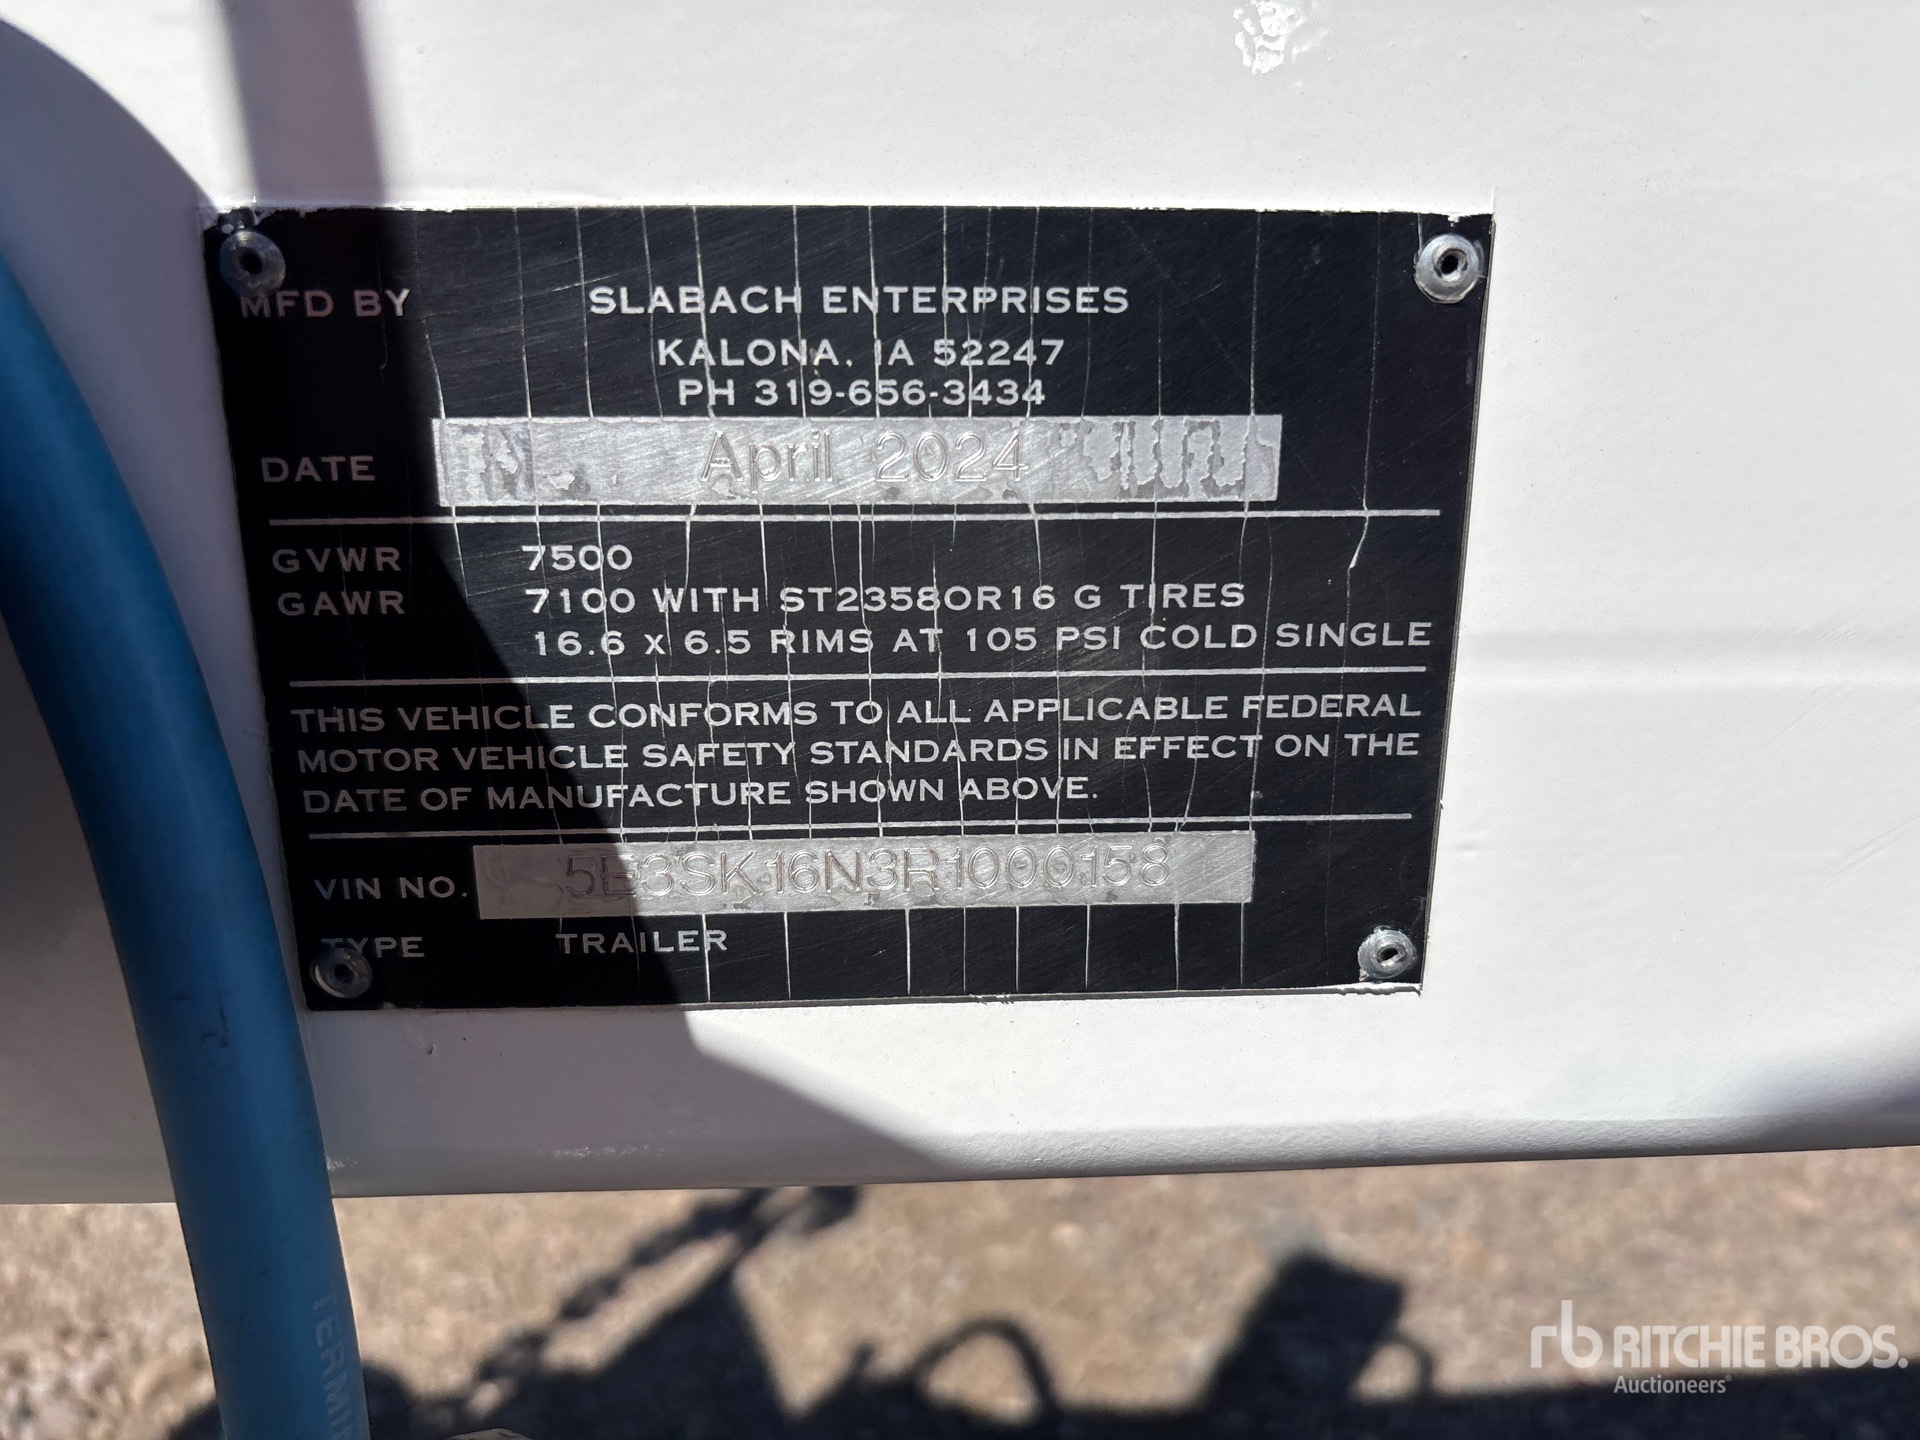 MFD BY SLABACH ENTERPRISES
KALONA, IA 52247
PH 319-656-3434
DATE April 2024
GVWR 7500
GAWR 7100 WITH ST23580R16 G TIRES
16.6 x 6.5 RIMS AT 105 PSI COLD SINGLE
THIS VEHICLE CONFORMS TO ALL APPLICABLE FEDERAL
MOTOR VEHICLE SAFETY STANDARDS IN EFFECT ON THE
DATE OF MANUFACTURE SHOWN ABOVE.
VIN NO. 5E3SK16N3R1000158
TYPE TRAILER
rb RITCHIE BROS.
Auctioneers